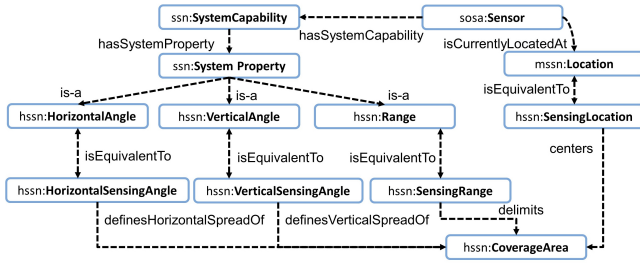 ssn:SystemCapability
sosa:Sensor
hasSystemProperty
hasSystemCapability
isCurrentlyLocatedAt
ssn:System Property
mssn:Location
is-a
is-a
is-a
isEquivalentTo
hssn:HorizontalAngle
hssn:VerticalAngle
hssn:Range
hssn:SensingLocation
isEquivalentTo
isEquivalentTo
isEquivalentTo
centers
hssn:HorizontalSensingAngle
hssn:VerticalSensingAngle
hssn:SensingRange
definesHorizontalSpreadOf
definesVerticalSpreadOf
delimits
hssn:CoverageArea